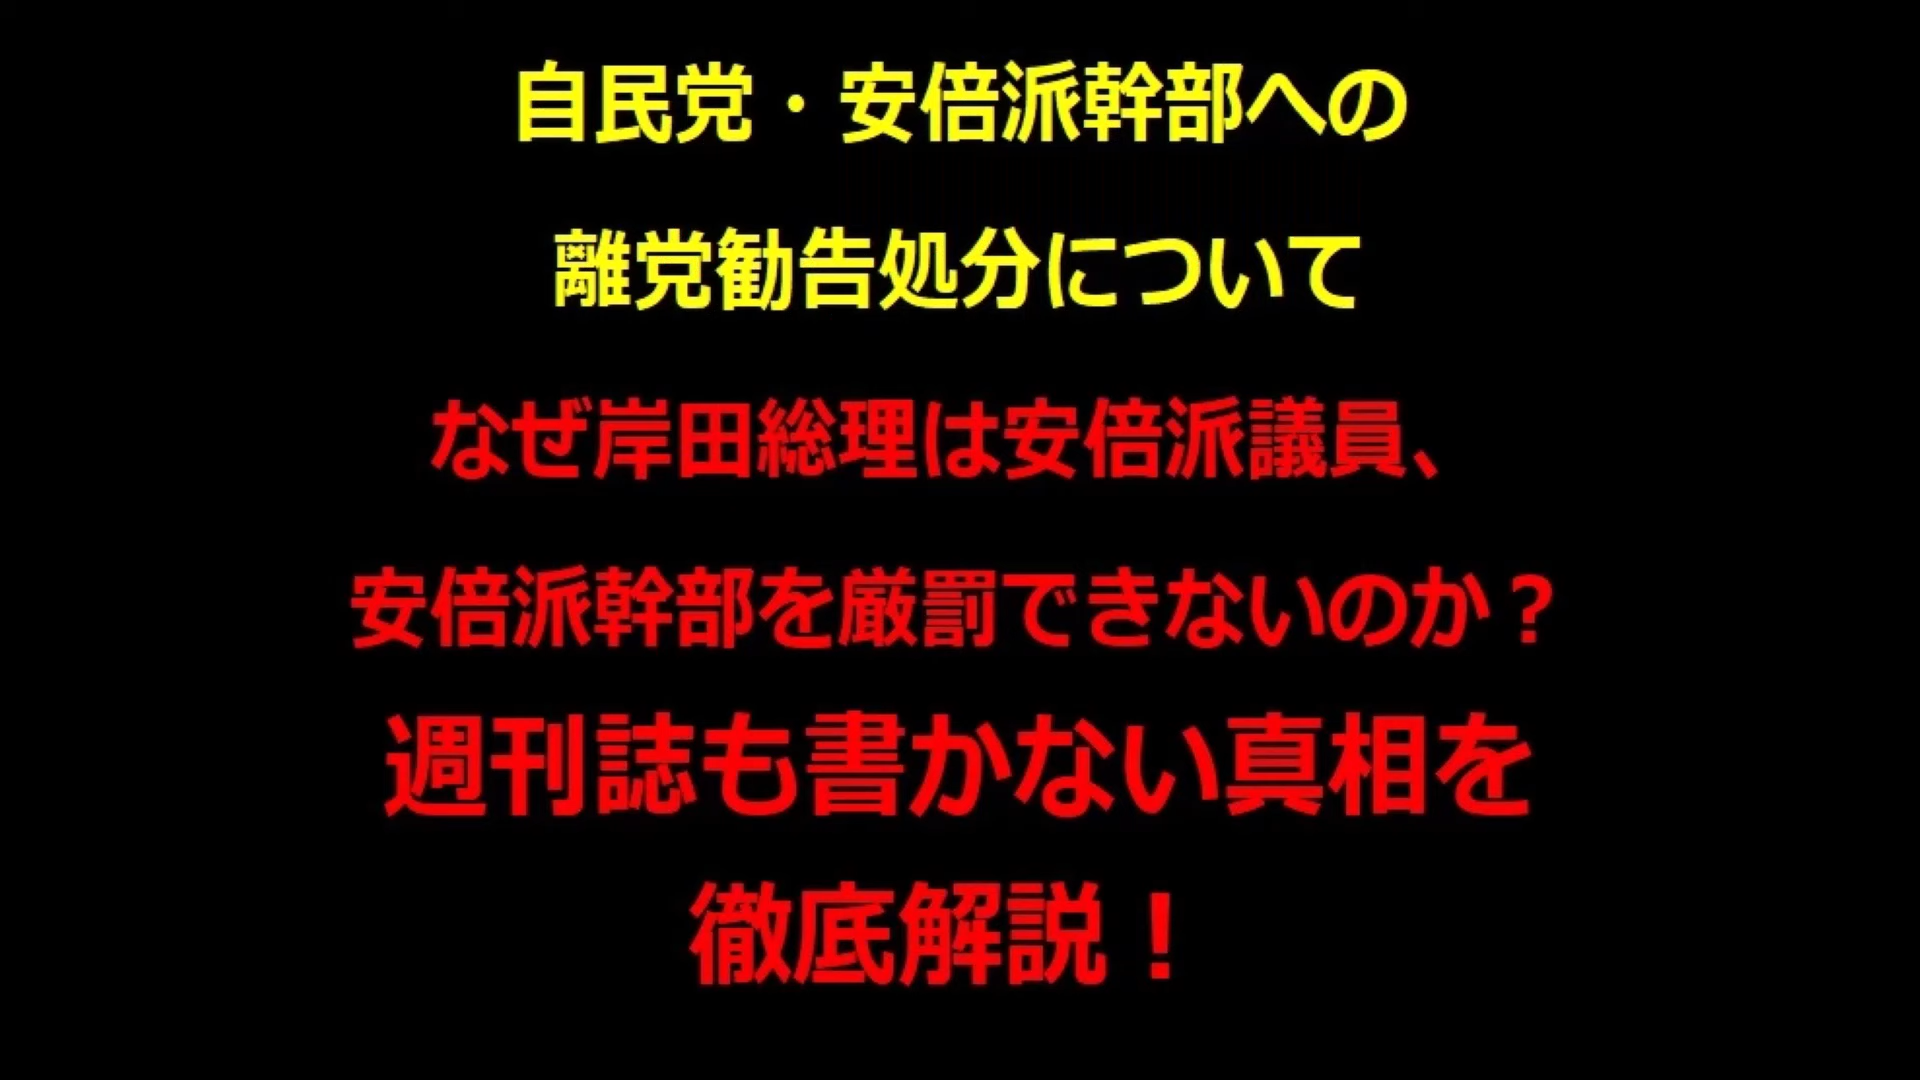 自民党・安倍派幹部への
離党勧告処分について
なぜ岸田総理は安倍派議員、
安倍派幹部を厳罰できないのか？
週刊誌も書かない真相を
徹底解説！